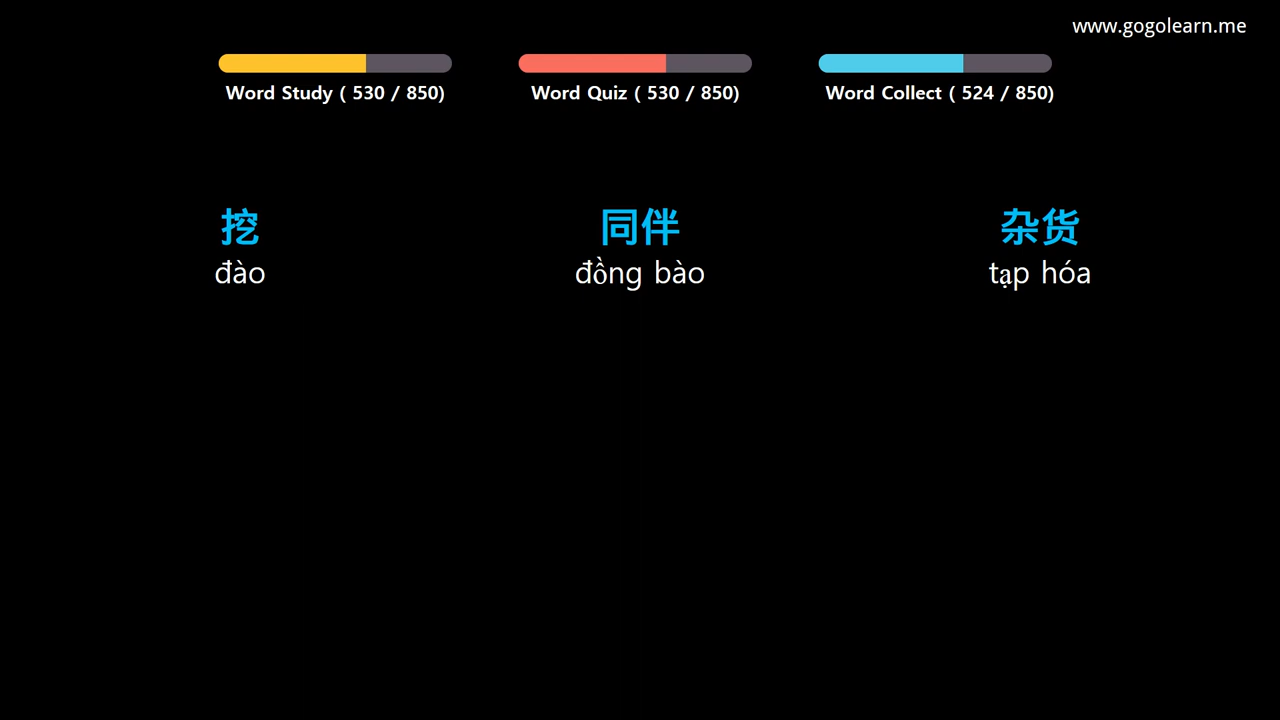 www.gogolearn.me
Word Study ( 530 / 850)
Word Quiz ( 530 / 850)
Word Collect ( 524 / 850)
挖
同伴
杂货
đào
đồng bào
tạp hóa